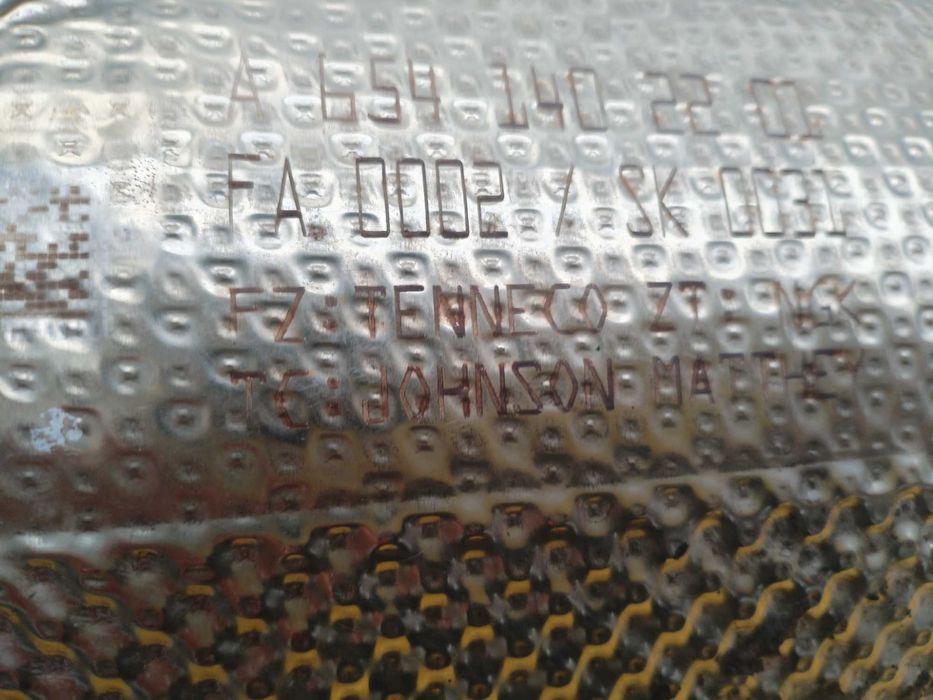 A 654 140 22 01
FA 0002 / SK 0031
FZ: TENNECO ZT: NGK
TC: JOHNSON MATTHEY